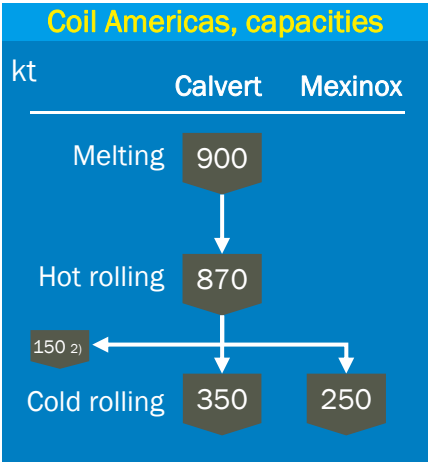 Coil Americas, capacities
kt
Calvert Mexinox
Melting 900
Hot rolling 870
150 2)
Cold rolling 350 250